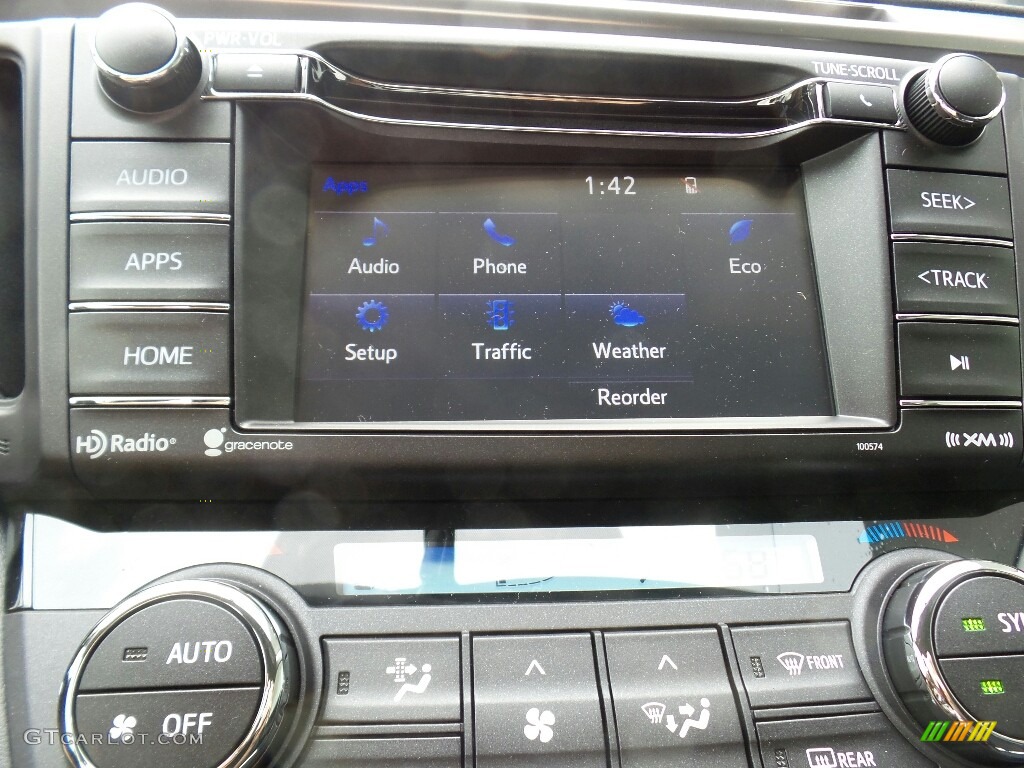 PWR·VOL
TUNE·SCROLL
AUDIO
APPS
HOME
Apps
1:42
Audio
Phone
Eco
Setup
Traffic
Weather
Reorder
SEEK>
<TRACK
HD Radio®
gracenote
100574
((( XM )))
68
AUTO
OFF
FRONT
REAR
GTCarLot.com